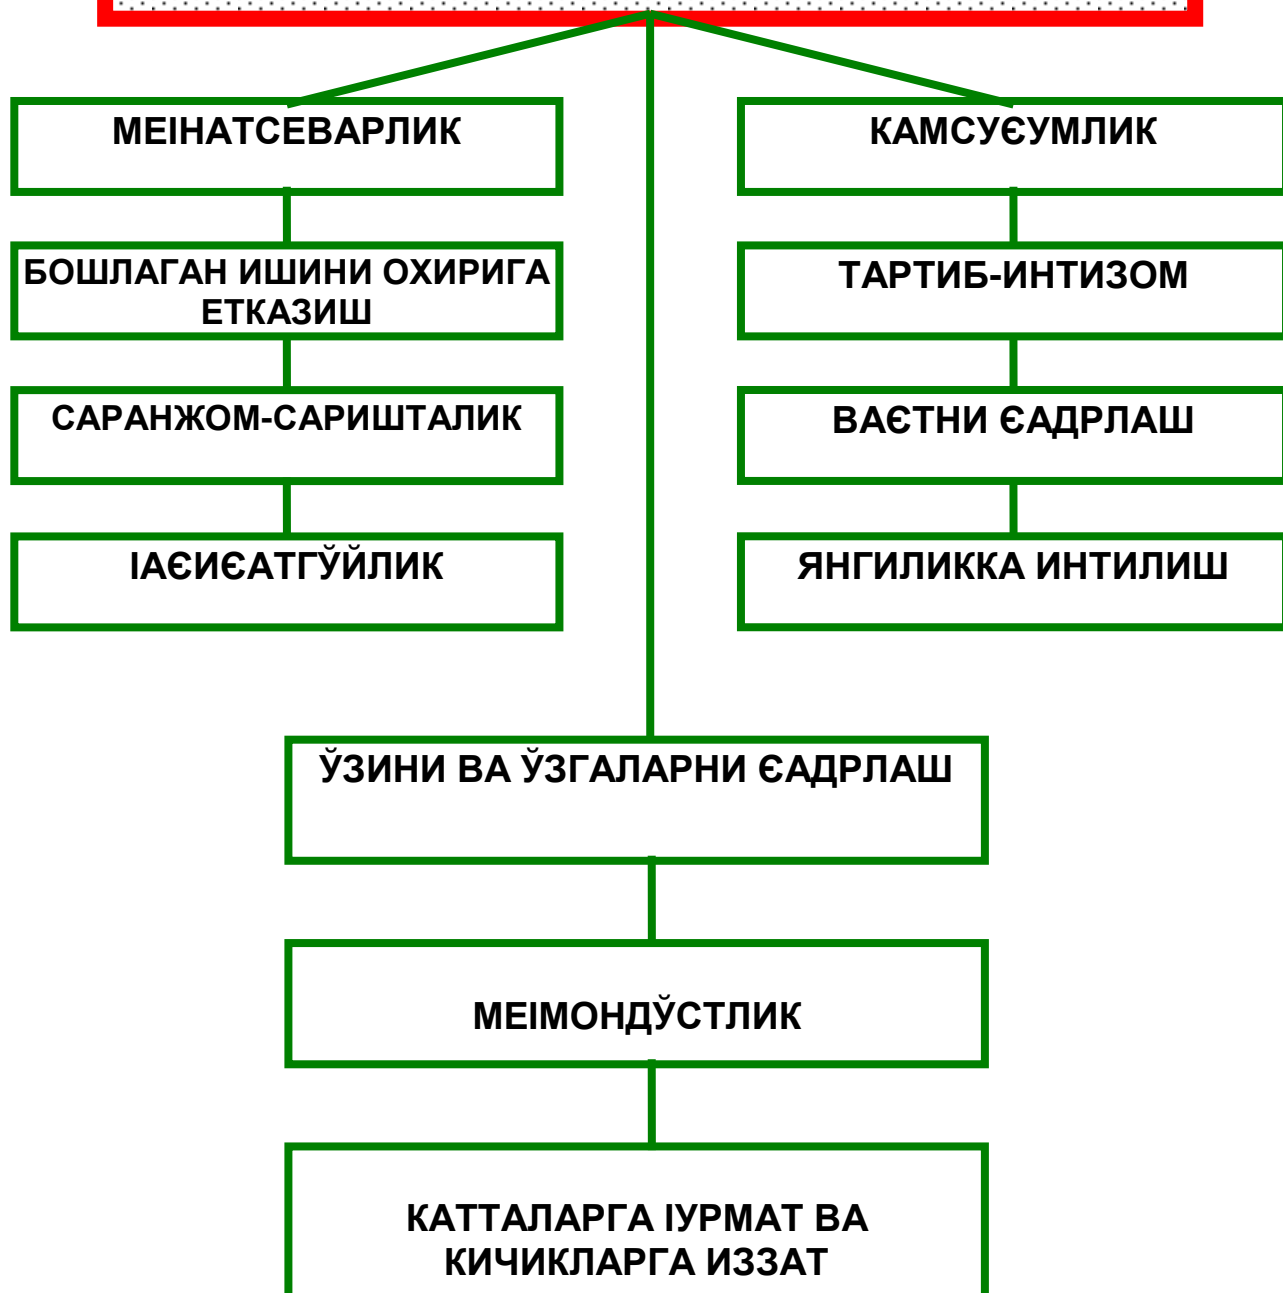 МЕІНАТСЕВАРЛИК
БОШЛАГАН ИШИНИ ОХИРИГА
ЕТКАЗИШ
САРАНЖОМ-САРИШТАЛИК
ІАЄИЄАТГЎЙЛИК
КАМСУЄУМЛИК
ТАРТИБ-ИНТИЗОМ
ВАЄТНИ ЄАДРЛАШ
ЯНГИЛИККА ИНТИЛИШ
ЎЗИНИ ВА ЎЗГАЛАРНИ ЄАДРЛАШ
МЕІМОНДЎСТЛИК
КАТТАЛАРГА ІУРМАТ ВА
КИЧИКЛАРГА ИЗЗАТ